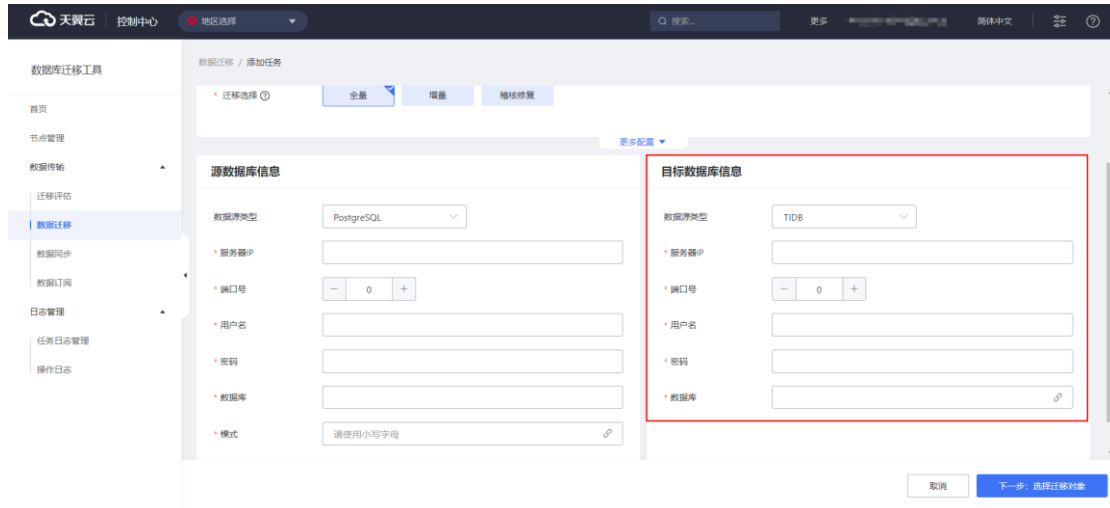 天翼云 控制中心 地区选择 搜索... 更多 简体中文
数据库迁移工具
首页
节点管理
数据传输
迁移评估
数据迁移
数据同步
数据订阅
日志管理
任务日志管理
操作日志
数据迁移 / 添加任务
* 迁移选择 全量 增量 稽核修复
更多配置
源数据库信息
数据源类型 PostgreSQL
* 服务器IP
* 端口号 − 0 +
* 用户名
* 密码
* 数据库
* 模式 请使用小写字母
目标数据库信息
数据源类型 TIDB
* 服务器IP
* 端口号 − 0 +
* 用户名
* 密码
* 数据库
取消 下一步：选择迁移对象